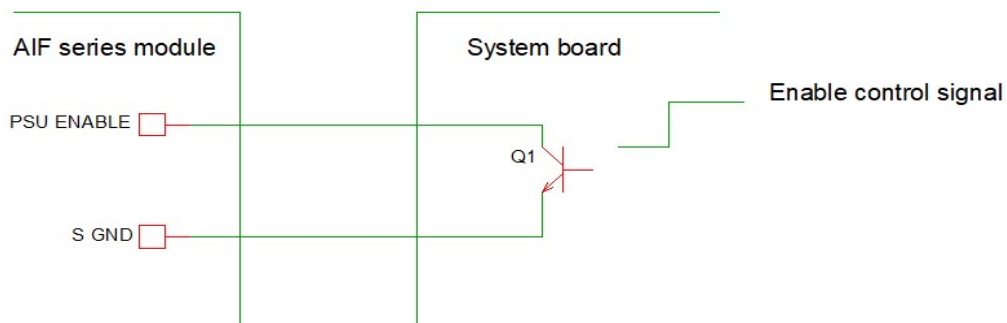 AIF series module
System board
Enable control signal
PSU ENABLE
Q1
S GND